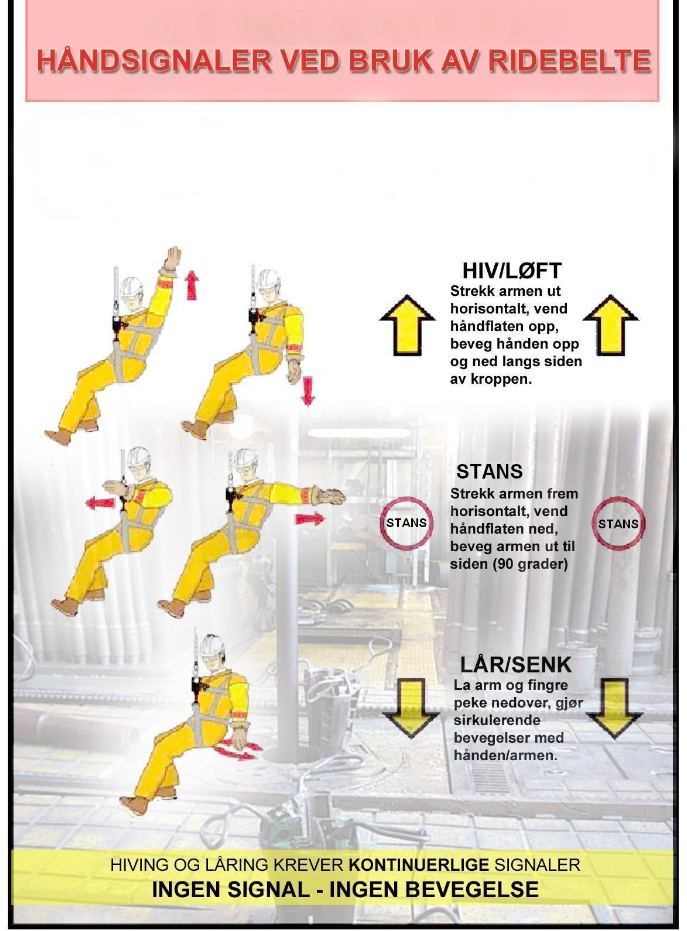 HÅNDSIGNALER VED BRUK AV RIDEBELTE
HIV/LØFT
Strekk armen ut
horisontalt, vend
håndflaten opp,
beveg hånden opp
og ned langs siden
av kroppen.
STANS
Strekk armen frem
horisontalt, vend
håndflaten ned,
beveg armen ut til
siden (90 grader)
STANS
STANS
LÅR/SENK
La arm og fingre
peke nedover, gjør
sirkulerende
bevegelser med
hånden/armen.
HIVING OG LÅRING KREVER KONTINUERLIGE SIGNALER
INGEN SIGNAL - INGEN BEVEGELSE